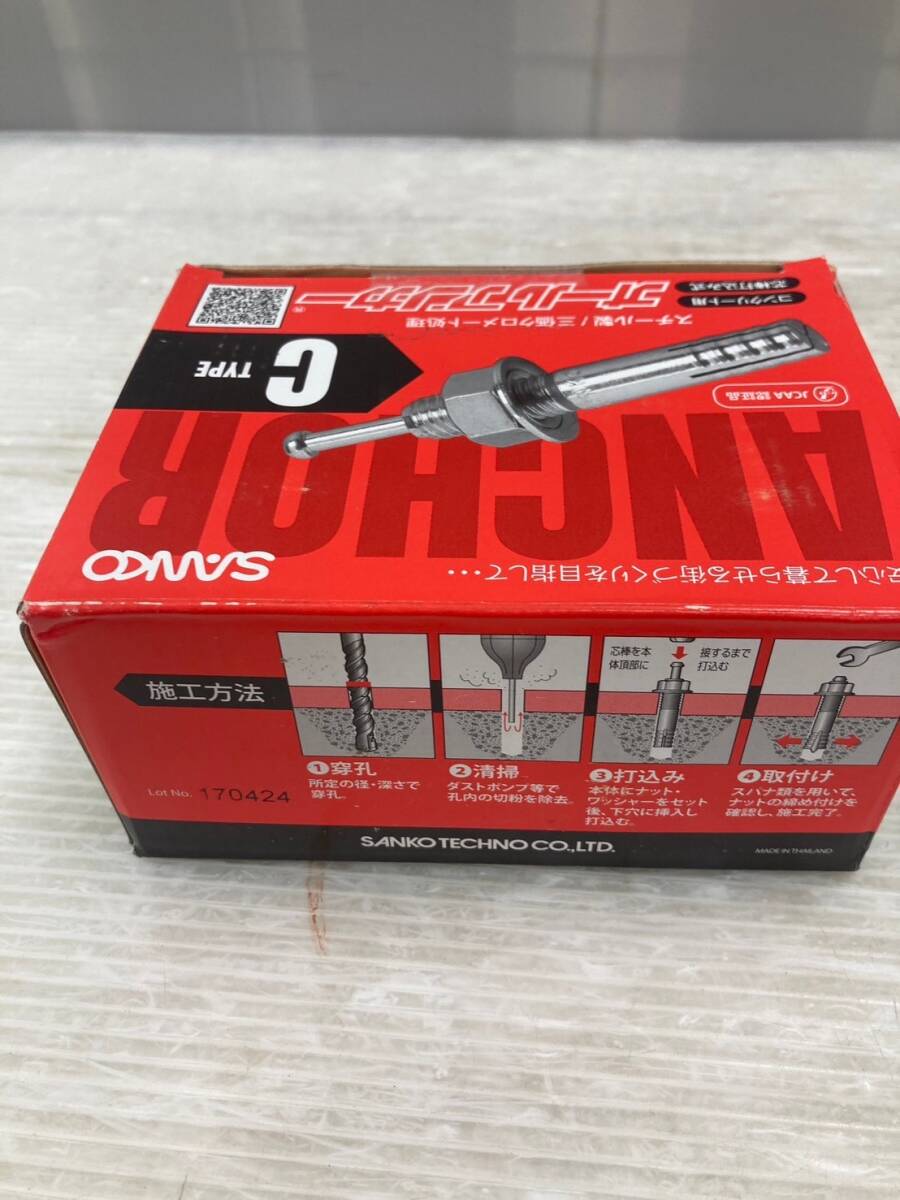 コンクリート用
芯棒打込み式
オールアンカー®
スチール製/三価クロメート処理
C TYPE
JCAA 認証品
ANCHOR
SANKO
安心して暮らせる街づくりを目指して・・・
施工方法
芯棒を本
体頂部に
接するまで
打込む
1穿孔
所定の径・深さで
穿孔。
2清掃
ダストポンプ等で
孔内の切粉を除去。
3打込み
本体にナット・
ワッシャーをセット
後、下穴に挿入し
打込む。
4取付け
スパナ類を用いて、
ナットの締め付けを
確認し、施工完了。
Lot No. 170424
SANKO TECHNO CO.,LTD.
MADE IN THAILAND